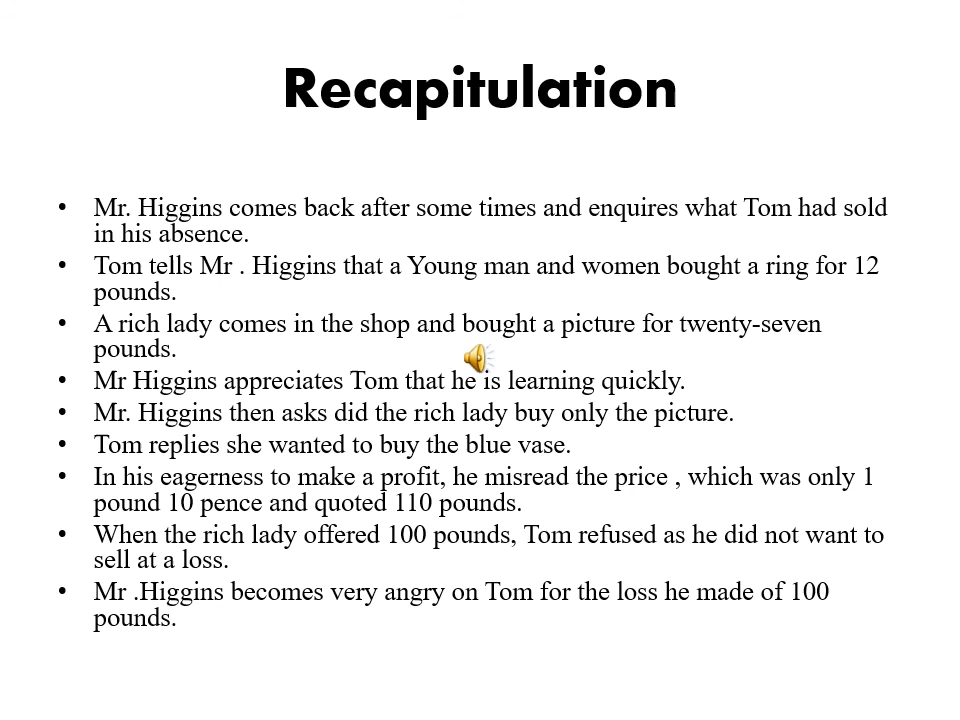 Recapitulation
• Mr. Higgins comes back after some times and enquires what Tom had sold
in his absence.
• Tom tells Mr . Higgins that a Young man and women bought a ring for 12
pounds.
• A rich lady comes in the shop and bought a picture for twenty-seven
pounds.
• Mr Higgins appreciates Tom that he is learning quickly.
• Mr. Higgins then asks did the rich lady buy only the picture.
• Tom replies she wanted to buy the blue vase.
• In his eagerness to make a profit, he misread the price , which was only 1
pound 10 pence and quoted 110 pounds.
• When the rich lady offered 100 pounds, Tom refused as he did not want to
sell at a loss.
• Mr .Higgins becomes very angry on Tom for the loss he made of 100
pounds.